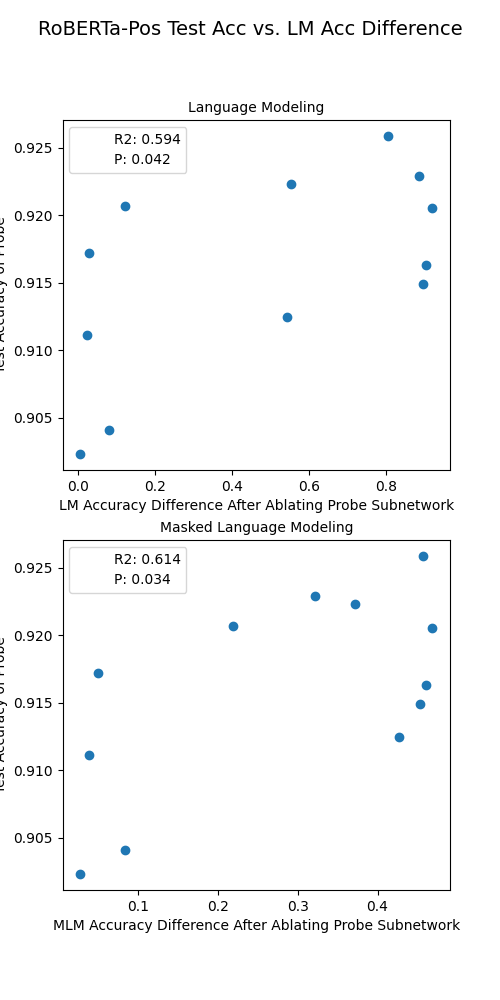 RoBERTa-Pos Test Acc vs. LM Acc Difference
Language Modeling
R2: 0.594
P: 0.042
0.925
0.920
0.915
0.910
0.905
Test Accuracy of Probe
0.0 0.2 0.4 0.6 0.8
LM Accuracy Difference After Ablating Probe Subnetwork
Masked Language Modeling
R2: 0.614
P: 0.034
0.925
0.920
0.915
0.910
0.905
Test Accuracy of Probe
0.1 0.2 0.3 0.4
MLM Accuracy Difference After Ablating Probe Subnetwork